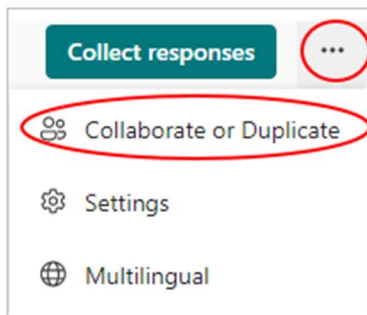 Collect responses ...
Collaborate or Duplicate
Settings
Multilingual